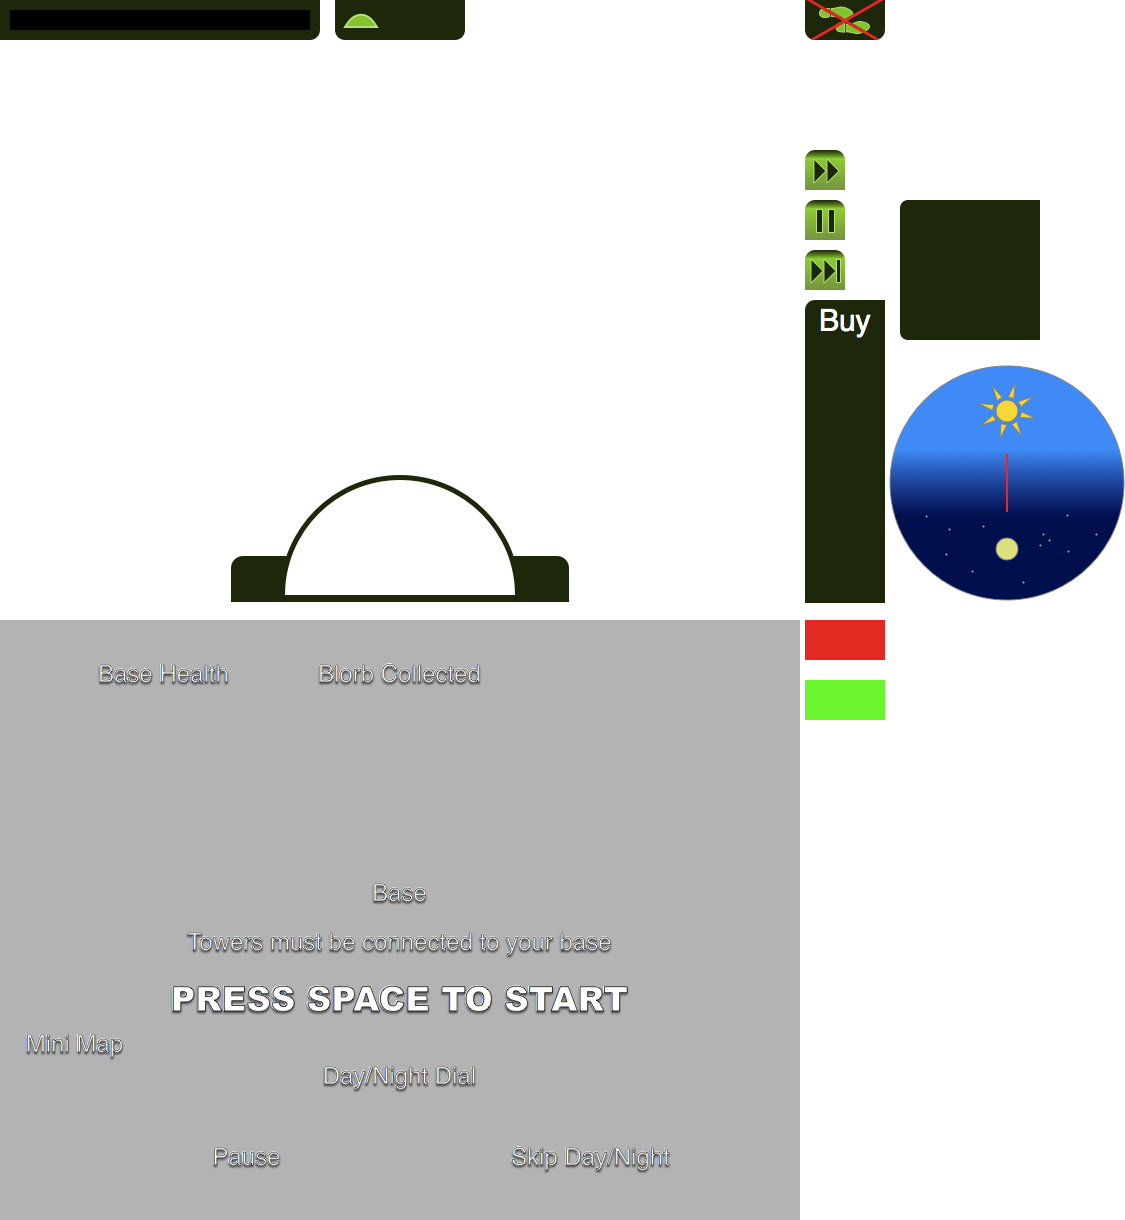 Buy
Base Health
Blorb Collected
Base
Towers must be connected to your base
PRESS SPACE TO START
Mini Map
Day/Night Dial
Pause
Skip Day/Night